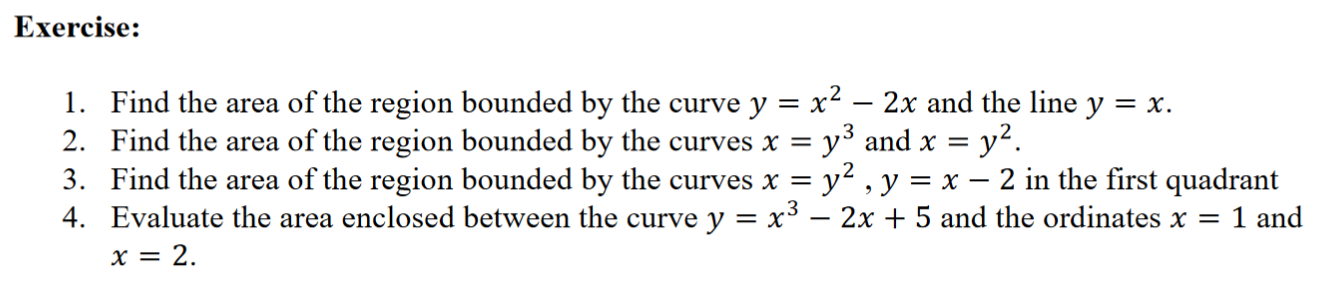 Exercise:
1. Find the area of the region bounded by the curve y = x² − 2x and the line y = x.
2. Find the area of the region bounded by the curves x = y³ and x = y².
3. Find the area of the region bounded by the curves x = y² , y = x − 2 in the first quadrant
4. Evaluate the area enclosed between the curve y = x³ − 2x + 5 and the ordinates x = 1 and
x = 2.